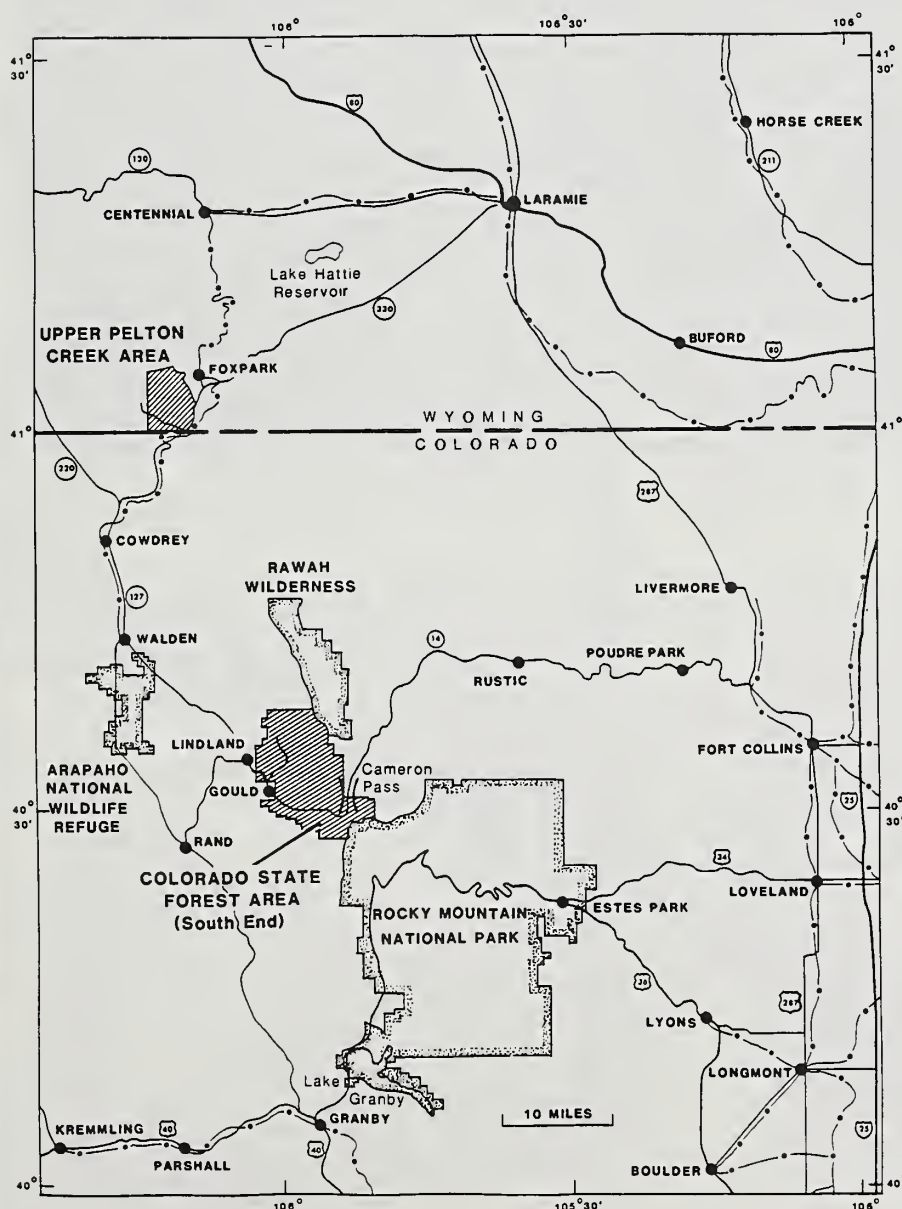 106°
106°30'
106°
41°
30'
41°
30'
80
HORSE CREEK
130
211
CENTENNIAL
LARAMIE
Lake Hattie
Reservoir
230
UPPER PELTON
CREEK AREA
BUFORD
FOXPARK
80
WYOMING
41°
41°
COLORADO
220
287
COWDREY
RAWAH
WILDERNESS
LIVERMORE
127
WALDEN
14
POUDRE PARK
RUSTIC
LINDLAND
FORT COLLINS
ARAPAHO
NATIONAL
WILDLIFE
REFUGE
Cameron
Pass
GOULD
25
40°
30'
40°
30'
RAND
34
COLORADO STATE
FOREST AREA
(South End)
LOVELAND
ESTES PARK
ROCKY MOUNTAIN
NATIONAL PARK
36
287
LYONS
LONGMONT
Lake
Granby
10 MILES
KREMMLING
40
GRANBY
25
PARSHALL
40
BOULDER
40°
40
106°
105°30'
106°